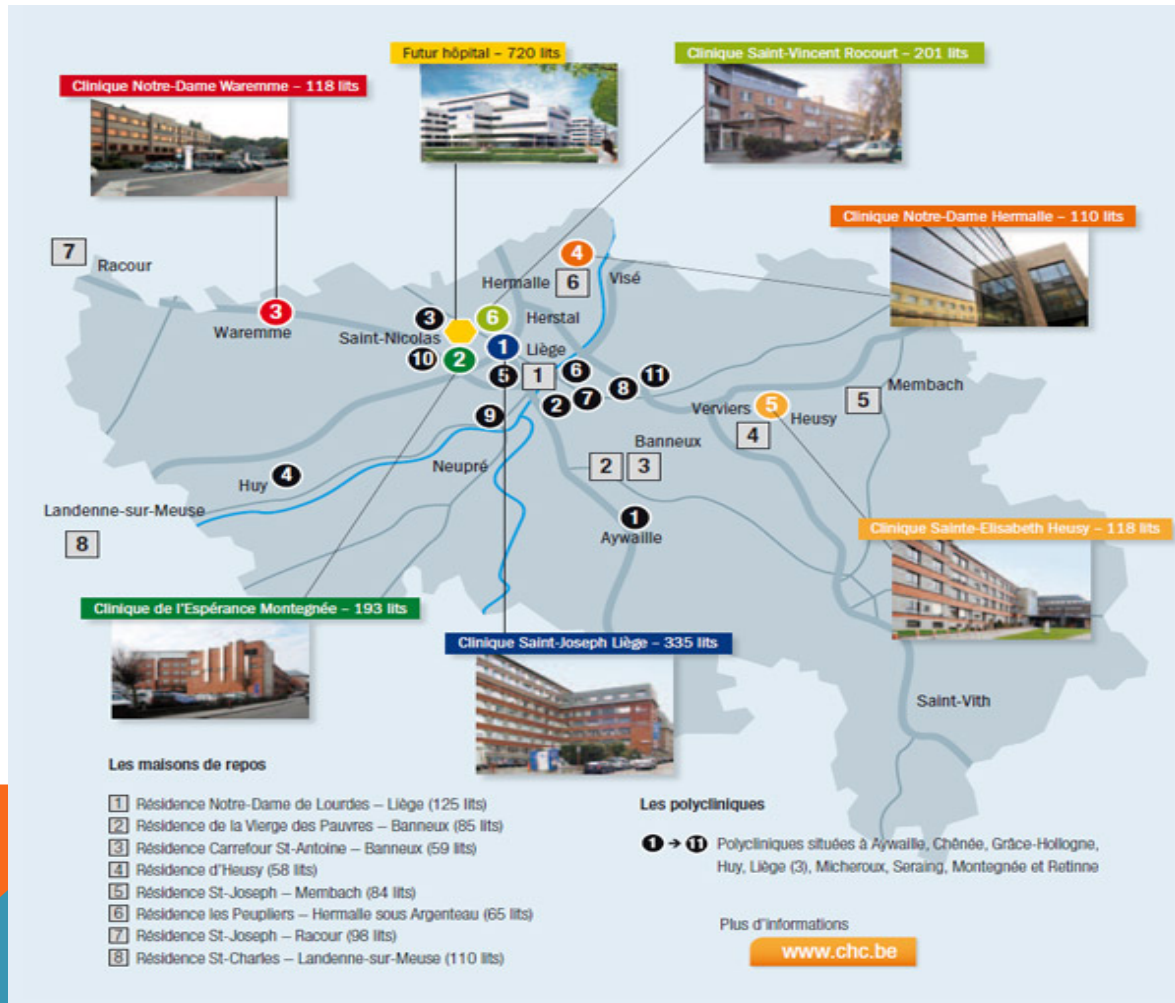 Futur hôpital – 720 lits
Clinique Saint-Vincent Rocourt – 201 lits
Clinique Notre-Dame Waremme – 118 lits
Clinique Notre-Dame Hermalle – 110 lits
7
Racour
4
Hermalle
6
Visé
3
Waremme
3
6
Herstal
Saint-Nicolas
1
Liège
10
2
5
1
6
2
7
8
11
Membach
5
Verviers
5
Heusy
4
9
Banneux
2
3
Neupré
Huy
4
Landenne-sur-Meuse
8
1
Aywaille
Clinique Sainte-Elisabeth Heusy – 118 lits
Clinique de l'Espérance Montegnée – 193 lits
Clinique Saint-Joseph Liège – 335 lits
Saint-Vith
Les maisons de repos
1 Résidence Notre-Dame de Lourdes – Liège (125 lits)
2 Résidence de la Vierge des Pauvres – Banneux (85 lits)
3 Résidence Carrefour St-Antoine – Banneux (59 lits)
4 Résidence d'Heusy (58 lits)
5 Résidence St-Joseph – Membach (84 lits)
6 Résidence les Peupliers – Hermalle sous Argenteau (65 lits)
7 Résidence St-Joseph – Racour (98 lits)
8 Résidence St-Charles – Landenne-sur-Meuse (110 lits)
Les polycliniques
1 → 11 Polycliniques situées à Aywaille, Chênée, Grâce-Hollogne,
Huy, Liège (3), Micheroux, Seraing, Montegnée et Retinne
Plus d'informations
www.chc.be